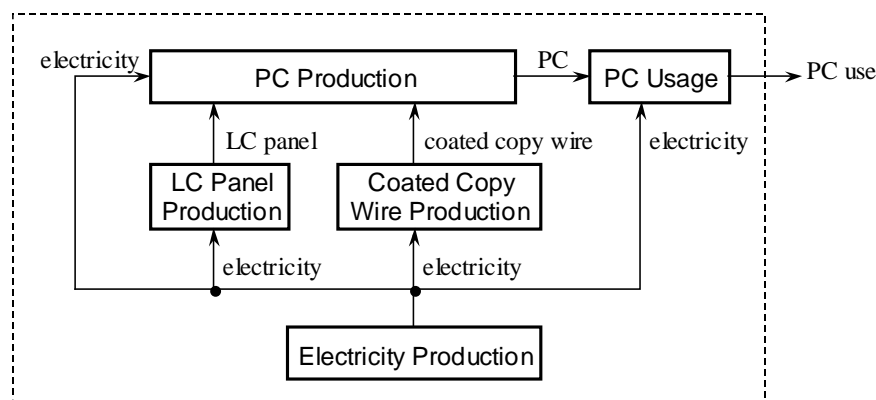 electricity
PC Production
PC
PC Usage
PC use
LC panel
coated copy wire
electricity
LC Panel
Production
Coated Copy
Wire Production
electricity
electricity
Electricity Production